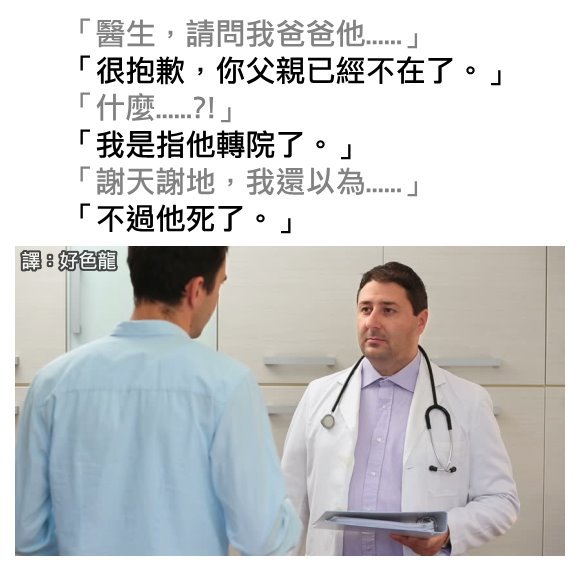 「醫生，請問我爸爸他……」
「很抱歉，你父親已經不在了。」
「什麼……?!」
「我是指他轉院了。」
「謝天謝地，我還以為……」
「不過他死了。」
譯：好色龍